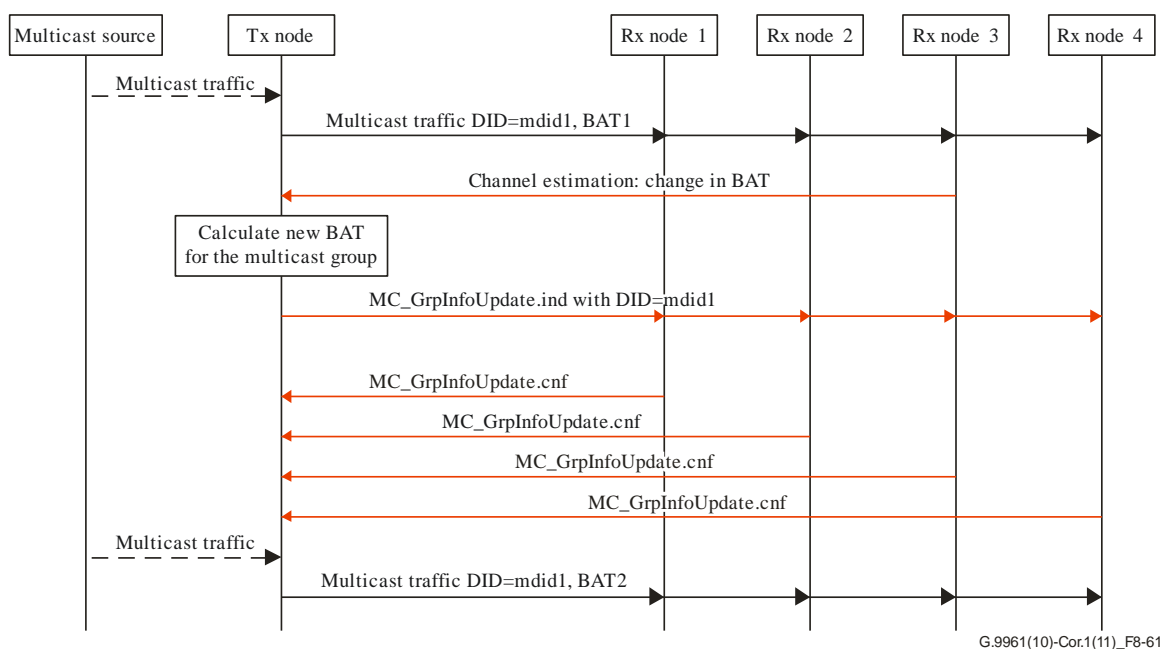 Multicast source
Tx node
Rx node 1
Rx node 2
Rx node 3
Rx node 4
Multicast traffic
Multicast traffic DID=mdid1, BAT1
Channel estimation: change in BAT
Calculate new BAT
for the multicast group
MC_GrpInfoUpdate.ind with DID=mdid1
MC_GrpInfoUpdate.cnf
MC_GrpInfoUpdate.cnf
MC_GrpInfoUpdate.cnf
MC_GrpInfoUpdate.cnf
Multicast traffic
Multicast traffic DID=mdid1, BAT2
G.9961(10)-Cor.1(11)_F8-61